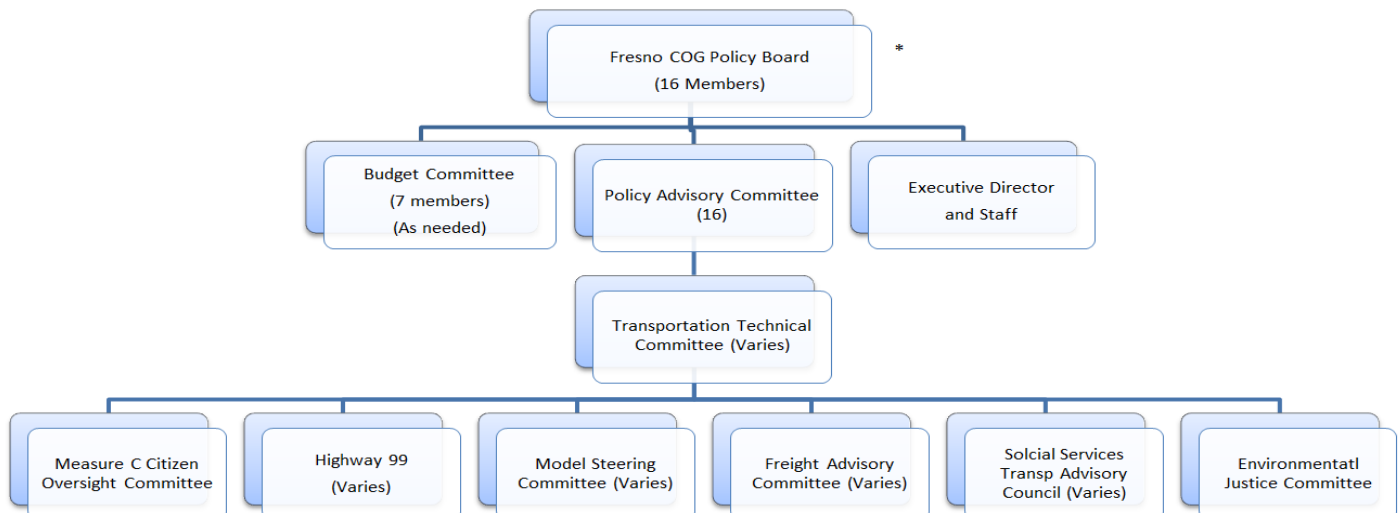 Fresno COG Policy Board
(16 Members)
*
Budget Committee
(7 members)
(As needed)
Policy Advisory Committee
(16)
Executive Director
and Staff
Transportation Technical
Committee (Varies)
Measure C Citizen
Oversight Committee
Highway 99
(Varies)
Model Steering
Committee (Varies)
Freight Advisory
Committee (Varies)
Solcial Services
Transp Advisory
Council (Varies)
Environmentatl
Justice Committee